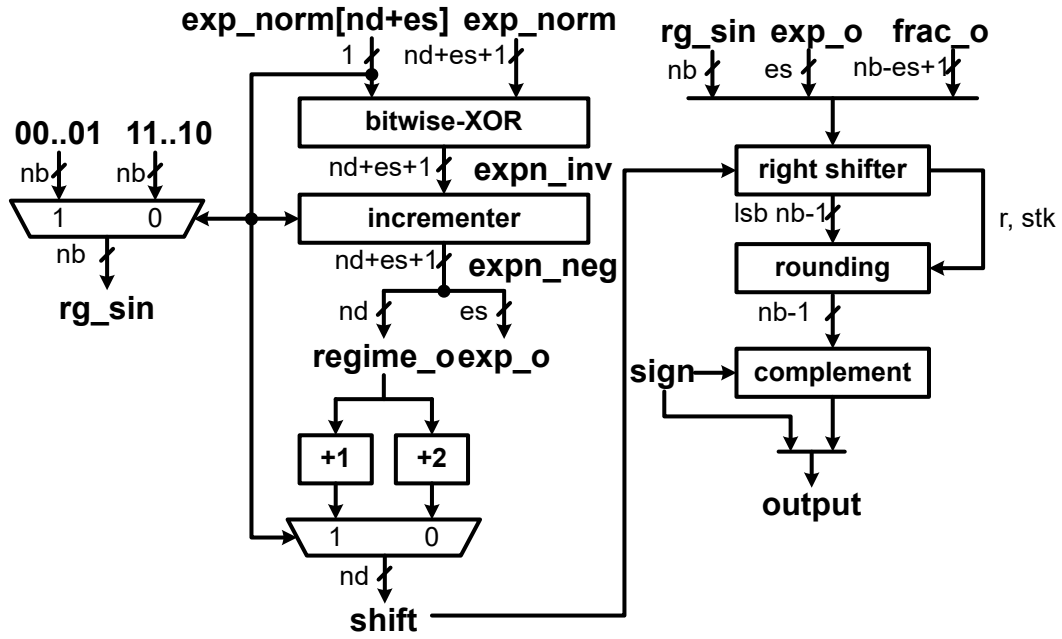 exp_norm[nd+es] exp_norm
1
nd+es+1
bitwise-XOR
nd+es+1
expn_inv
incrementer
nd+es+1
expn_neg
nd
es
regime_o exp_o
+1
+2
1 0
nd
shift
00..01 11..10
nb
nb
1 0
nb
rg_sin
rg_sin exp_o frac_o
nb
es
nb-es+1
right shifter
lsb nb-1
r, stk
rounding
nb-1
sign
complement
output